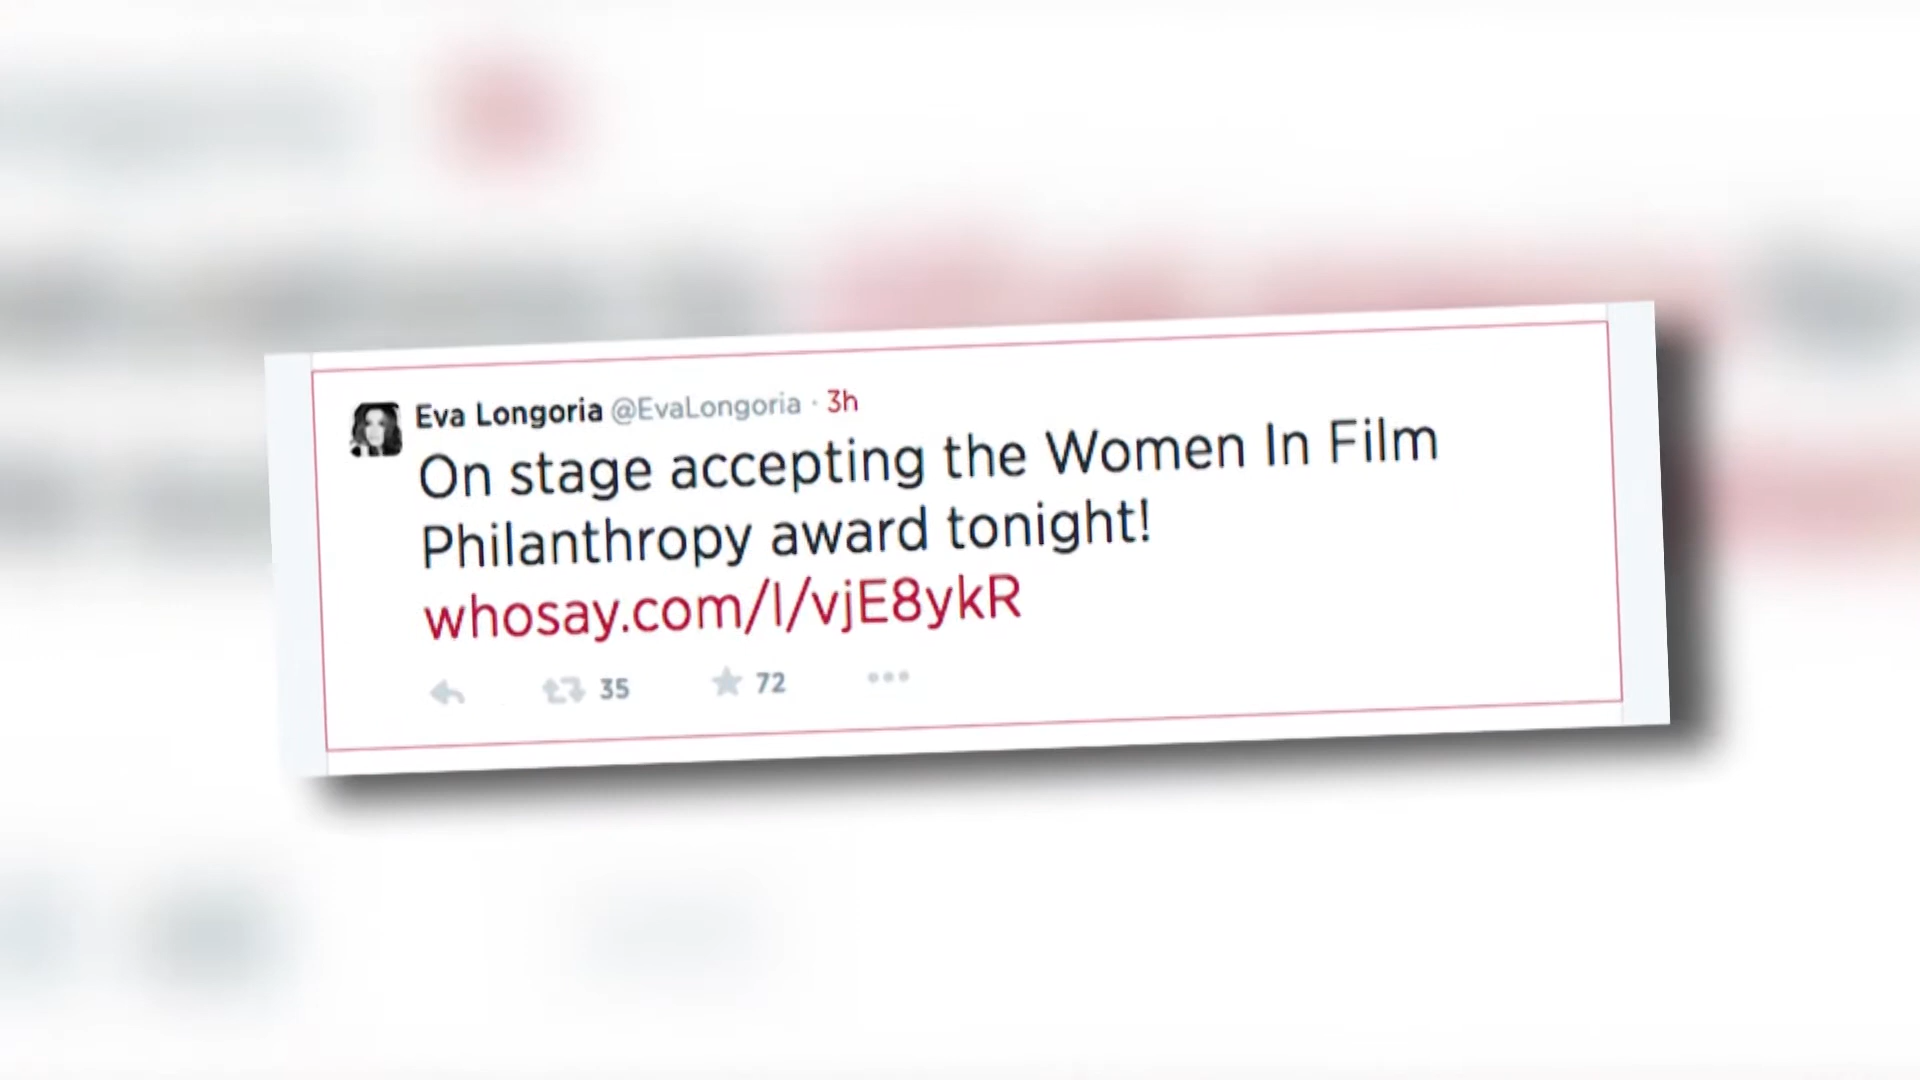 Eva Longoria @EvaLongoria · 3h
On stage accepting the Women In Film
Philanthropy award tonight!
whosay.com/l/vjE8ykR
35 72